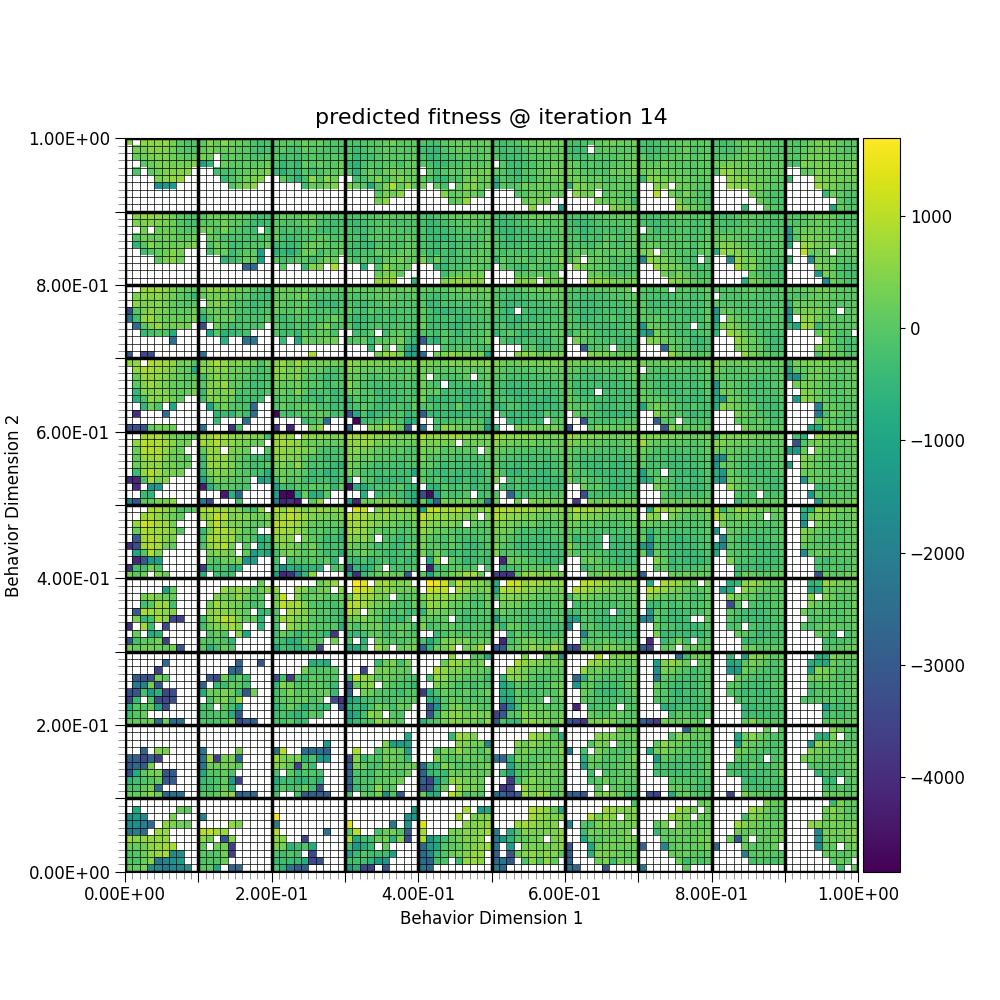 predicted fitness @ iteration 14
1.00E+00
8.00E-01
6.00E-01
4.00E-01
2.00E-01
0.00E+00
Behavior Dimension 2
0.00E+00 2.00E-01 4.00E-01 6.00E-01 8.00E-01 1.00E+00
Behavior Dimension 1
1000
0
−1000
−2000
−3000
−4000